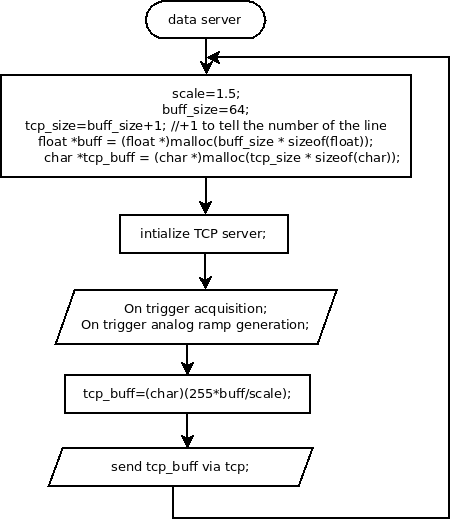 data server
scale=1.5;
buff_size=64;
tcp_size=buff_size+1; //+1 to tell the number of the line
float *buff = (float *)malloc(buff_size * sizeof(float));
char *tcp_buff = (char *)malloc(tcp_size * sizeof(char));
intialize TCP server;
On trigger acquisition;
On trigger analog ramp generation;
tcp_buff=(char)(255*buff/scale);
send tcp_buff via tcp;